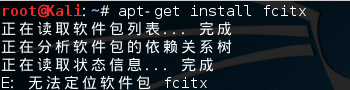 root@Kali:~# apt-get install fcitx
正在读取软件包列表... 完成
正在分析软件包的依赖关系树
正在读取状态信息... 完成
E: 无法定位软件包 fcitx